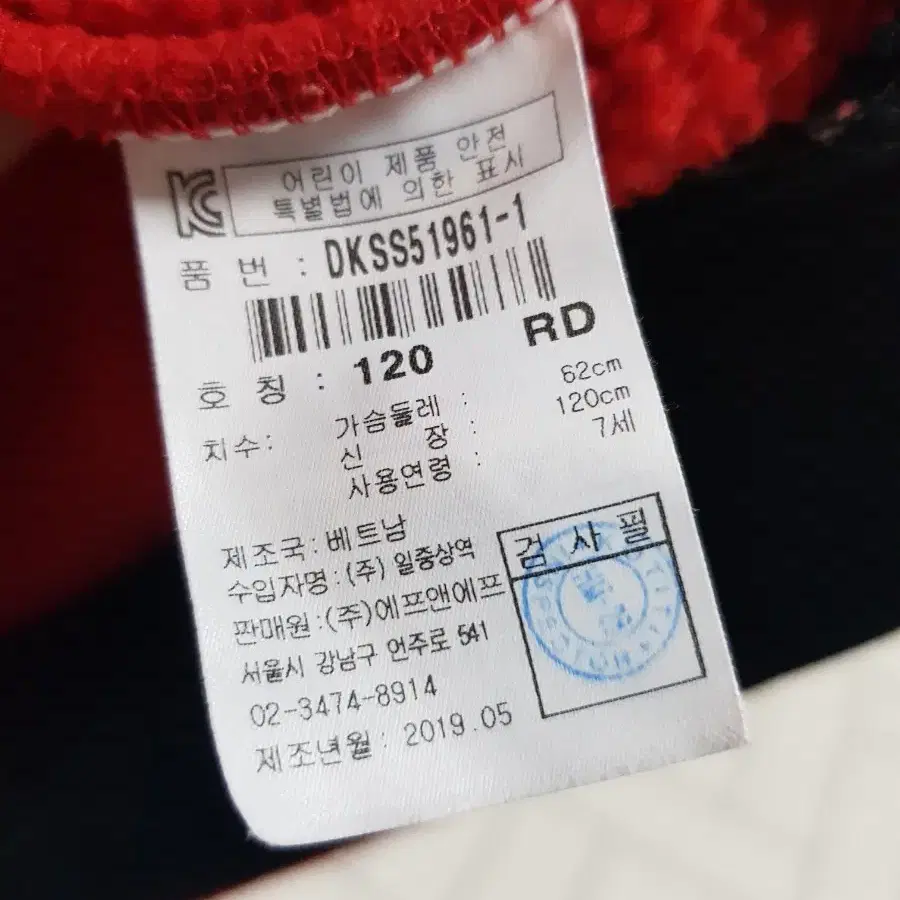 KC
어린이 제품 안전
특별법에 의한 표시
품 번 : DKSS51961-1
RD
호 칭 : 120
치수: 가슴둘레 : 62cm
신 장 : 120cm
사용연령 : 7세
제조국 : 베트남
수입자명 : (주) 일중상역
판매원 : (주)에프앤에프
서울시 강남구 언주로 541
02-3474-8914
제조년월 : 2019.05
검 사 필